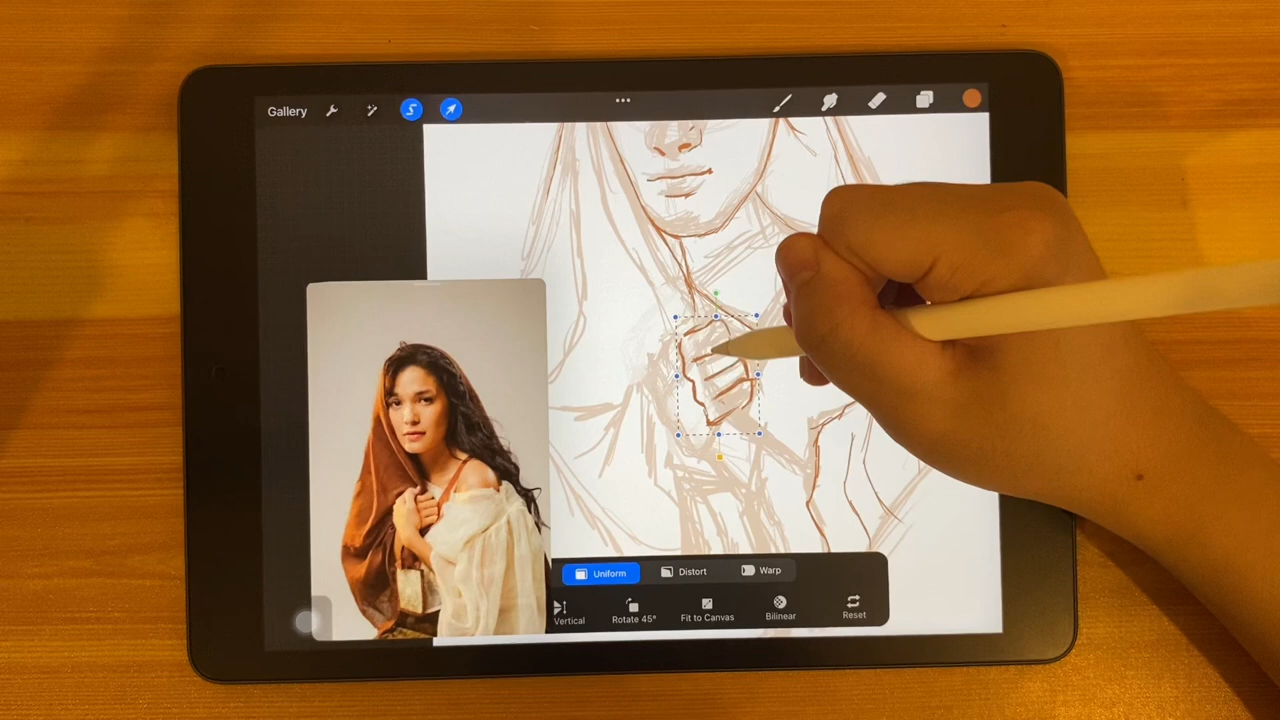 Gallery
Uniform
Distort
Warp
Vertical
Rotate 45°
Fit to Canvas
Bilinear
Reset